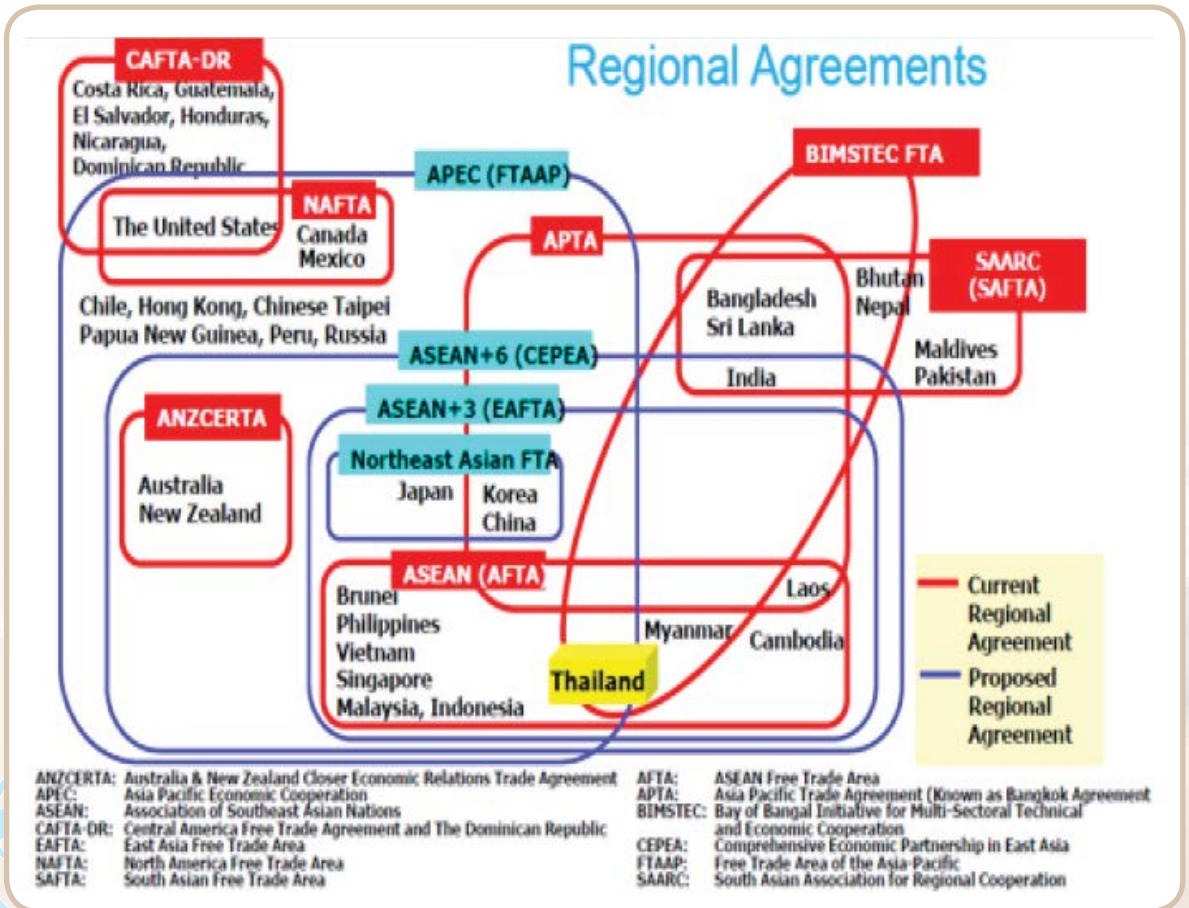 Regional Agreements
CAFTA-DR
Costa Rica, Guatemala,
El Salvador, Honduras,
Nicaragua,
Dominican Republic
BIMSTEC FTA
APEC (FTAAP)
NAFTA
The United States
Canada
Mexico
APTA
SAARC
(SAFTA)
Bhutan
Nepal
Bangladesh
Sri Lanka
Chile, Hong Kong, Chinese Taipei
Papua New Guinea, Peru, Russia
Maldives
Pakistan
India
ASEAN+6 (CEPEA)
ASEAN+3 (EAFTA)
ANZCERTA
Northeast Asian FTA
Australia
New Zealand
Japan
Korea
China
ASEAN (AFTA)
Brunei
Philippines
Vietnam
Singapore
Malaysia, Indonesia
Laos
Myanmar
Cambodia
Thailand
Current
Regional
Agreement
Proposed
Regional
Agreement
ANZCERTA: Australia & New Zealand Closer Economic Relations Trade Agreement
APEC: Asia Pacific Economic Cooperation
ASEAN: Association of Southeast Asian Nations
CAFTA-DR: Central America Free Trade Agreement and The Dominican Republic
EAFTA: East Asia Free Trade Area
NAFTA: North America Free Trade Area
SAFTA: South Asian Free Trade Area
AFTA: ASEAN Free Trade Area
APTA: Asia Pacific Trade Agreement (Known as Bangkok Agreement
BIMSTEC: Bay of Bangal Initiative for Multi-Sectoral Technical
and Economic Cooperation
CEPEA: Comprehensive Economic Partnership in East Asia
FTAAP: Free Trade Area of the Asia-Pacific
SAARC: South Asian Association for Regional Cooperation